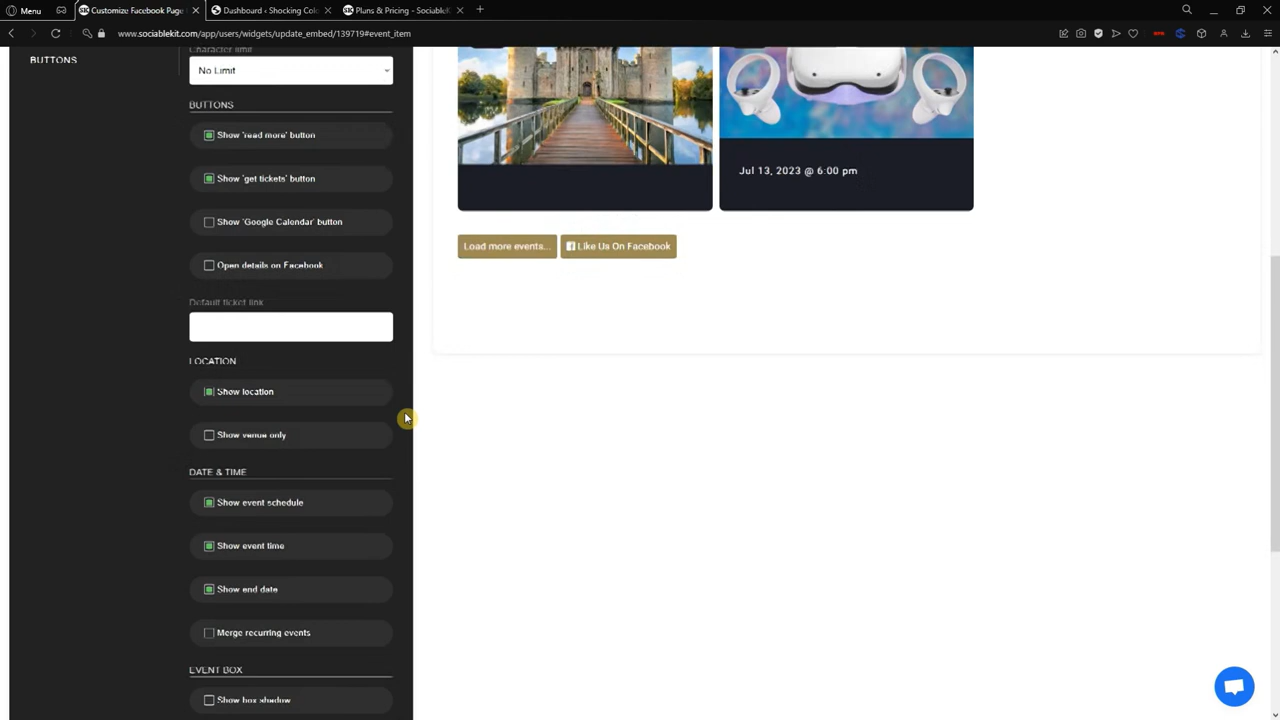 Menu
Customize Facebook Page
Dashboard ‹ Shocking Colo
Plans & Pricing - SociableK
www.sociablekit.com/app/users/widgets/update_embed/139719#event_item
BUTTONS
Character limit
No Limit
BUTTONS
Show 'read more' button
Show 'get tickets' button
Show 'Google Calendar' button
Open details on Facebook
Default ticket link
LOCATION
Show location
Show venue only
DATE & TIME
Show event schedule
Show event time
Show end date
Merge recurring events
EVENT BOX
Show box shadow
Jul 13, 2023 @ 6:00 pm
Load more events...
Like Us On Facebook